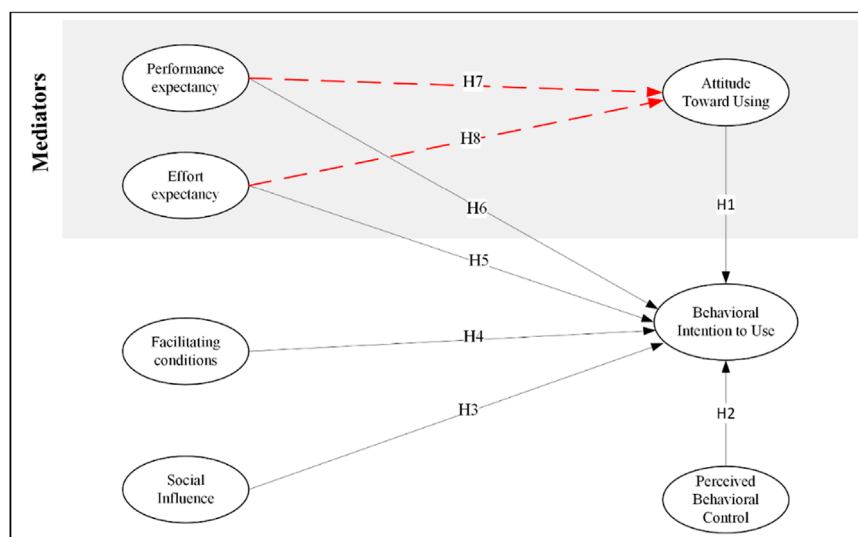 Mediators
Performance
expectancy
H7
Attitude
Toward Using
H8
Effort
expectancy
H6
H1
H5
Behavioral
Intention to Use
Facilitating
conditions
H4
H3
H2
Social
Influence
Perceived
Behavioral
Control